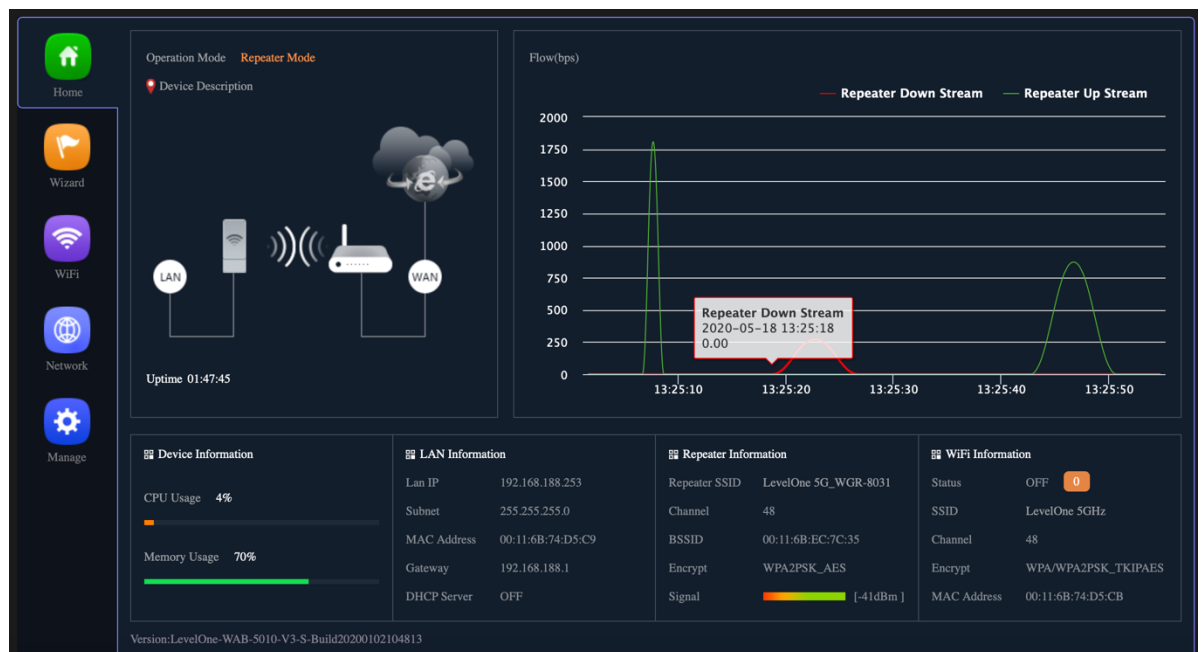 Home
Wizard
WiFi
Network
Manage
Operation Mode Repeater Mode
Device Description
LAN
WAN
Uptime 01:47:45
Flow(bps)
Repeater Down Stream Repeater Up Stream
2000
1750
1500
1250
1000
750
500
250
0
Repeater Down Stream
2020-05-18 13:25:18
0.00
13:25:10 13:25:20 13:25:30 13:25:40 13:25:50
Device Information
CPU Usage 4%
Memory Usage 70%
LAN Information
Lan IP 192.168.188.253
Subnet 255.255.255.0
MAC Address 00:11:6B:74:D5:C9
Gateway 192.168.188.1
DHCP Server OFF
Repeater Information
Repeater SSID LevelOne 5G_WGR-8031
Channel 48
BSSID 00:11:6B:EC:7C:35
Encrypt WPA2PSK_AES
Signal [-41dBm ]
WiFi Information
Status OFF 0
SSID LevelOne 5GHz
Channel 48
Encrypt WPA/WPA2PSK_TKIPAES
MAC Address 00:11:6B:74:D5:CB
Version:LevelOne-WAB-5010-V3-S-Build20200102104813